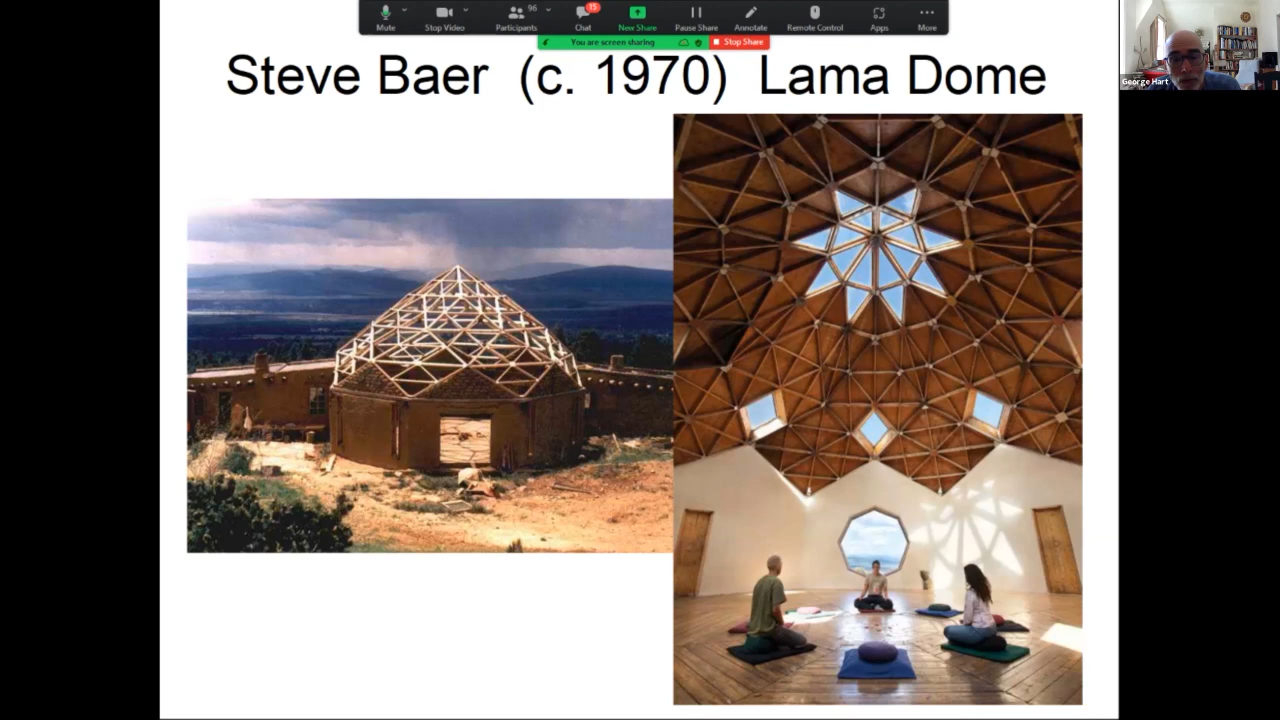 96
15
Mute
Stop Video
Participants
Chat
New Share
Pause Share
Annotate
Remote Control
Apps
More
You are screen sharing
Stop Share
Steve Baer (c. 1970) Lama Dome
George Hart